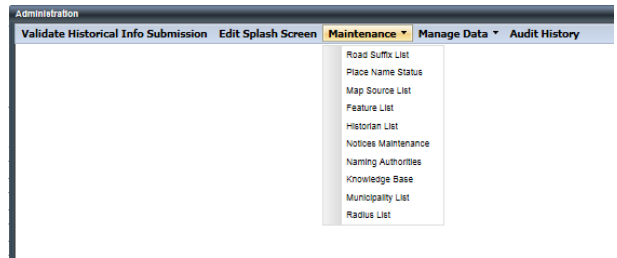 Administration
Validate Historical Info Submission Edit Splash Screen Maintenance Manage Data Audit History
Road Suffix List
Place Name Status
Map Source List
Feature List
Historian List
Notices Maintenance
Naming Authorities
Knowledge Base
Municipality List
Radius List